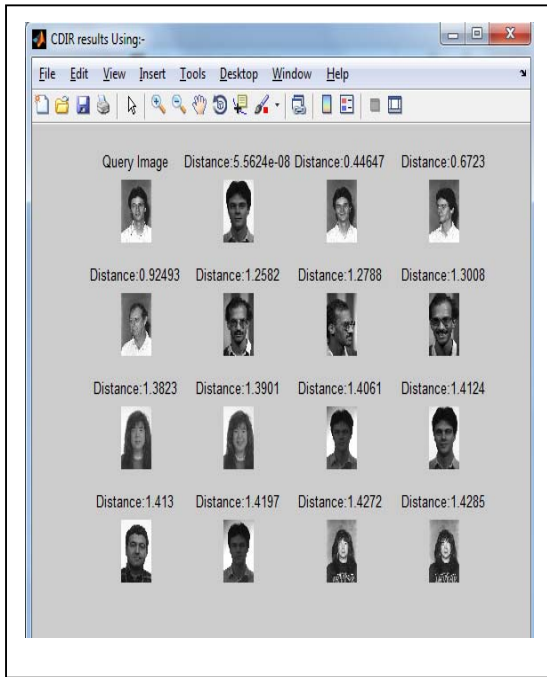 CDIR results Using:-
File Edit View Insert Tools Desktop Window Help
Query Image Distance:5.5624e-08 Distance:0.44647 Distance:0.6723
Distance:0.92493 Distance:1.2582 Distance:1.2788 Distance:1.3008
Distance:1.3823 Distance:1.3901 Distance:1.4061 Distance:1.4124
Distance:1.413 Distance:1.4197 Distance:1.4272 Distance:1.4285